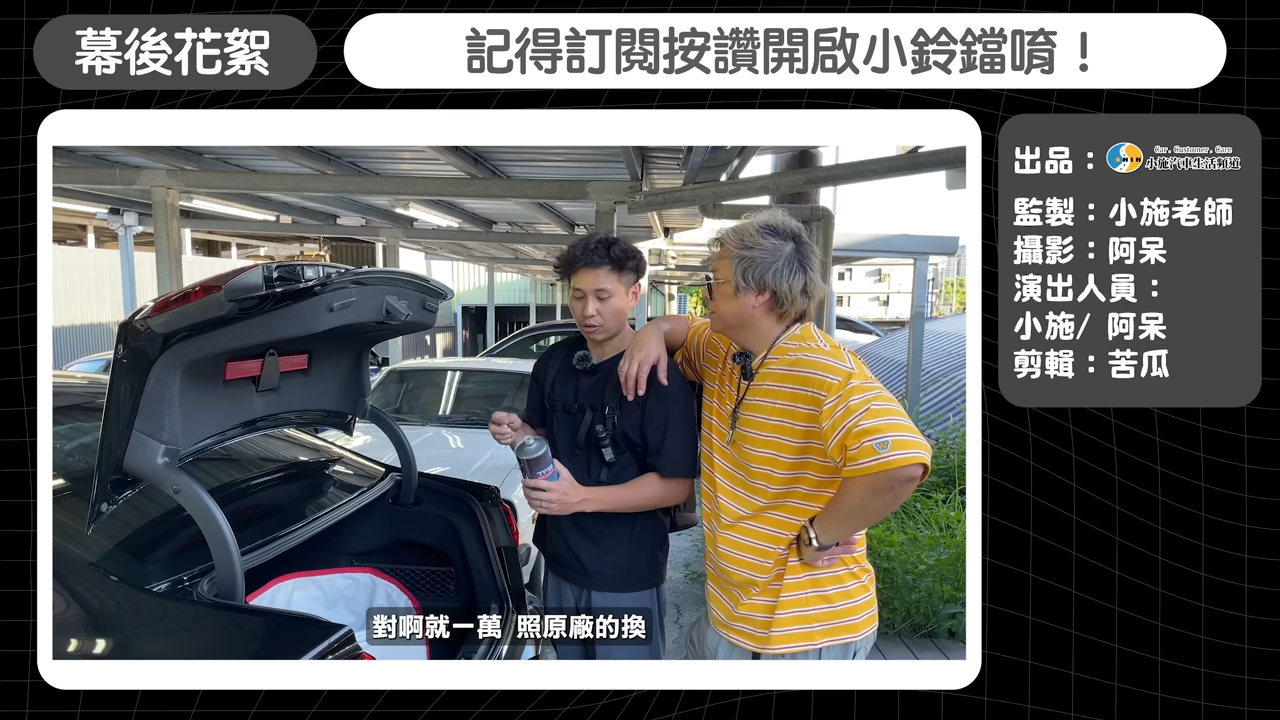 幕後花絮
記得訂閱按讚開啟小鈴鐺唷！
出品：
Car. Customer. Care
小施汽車生活頻道
監製：小施老師
攝影：阿呆
演出人員：
小施/ 阿呆
剪輯：苦瓜
對啊就一萬 照原廠的換